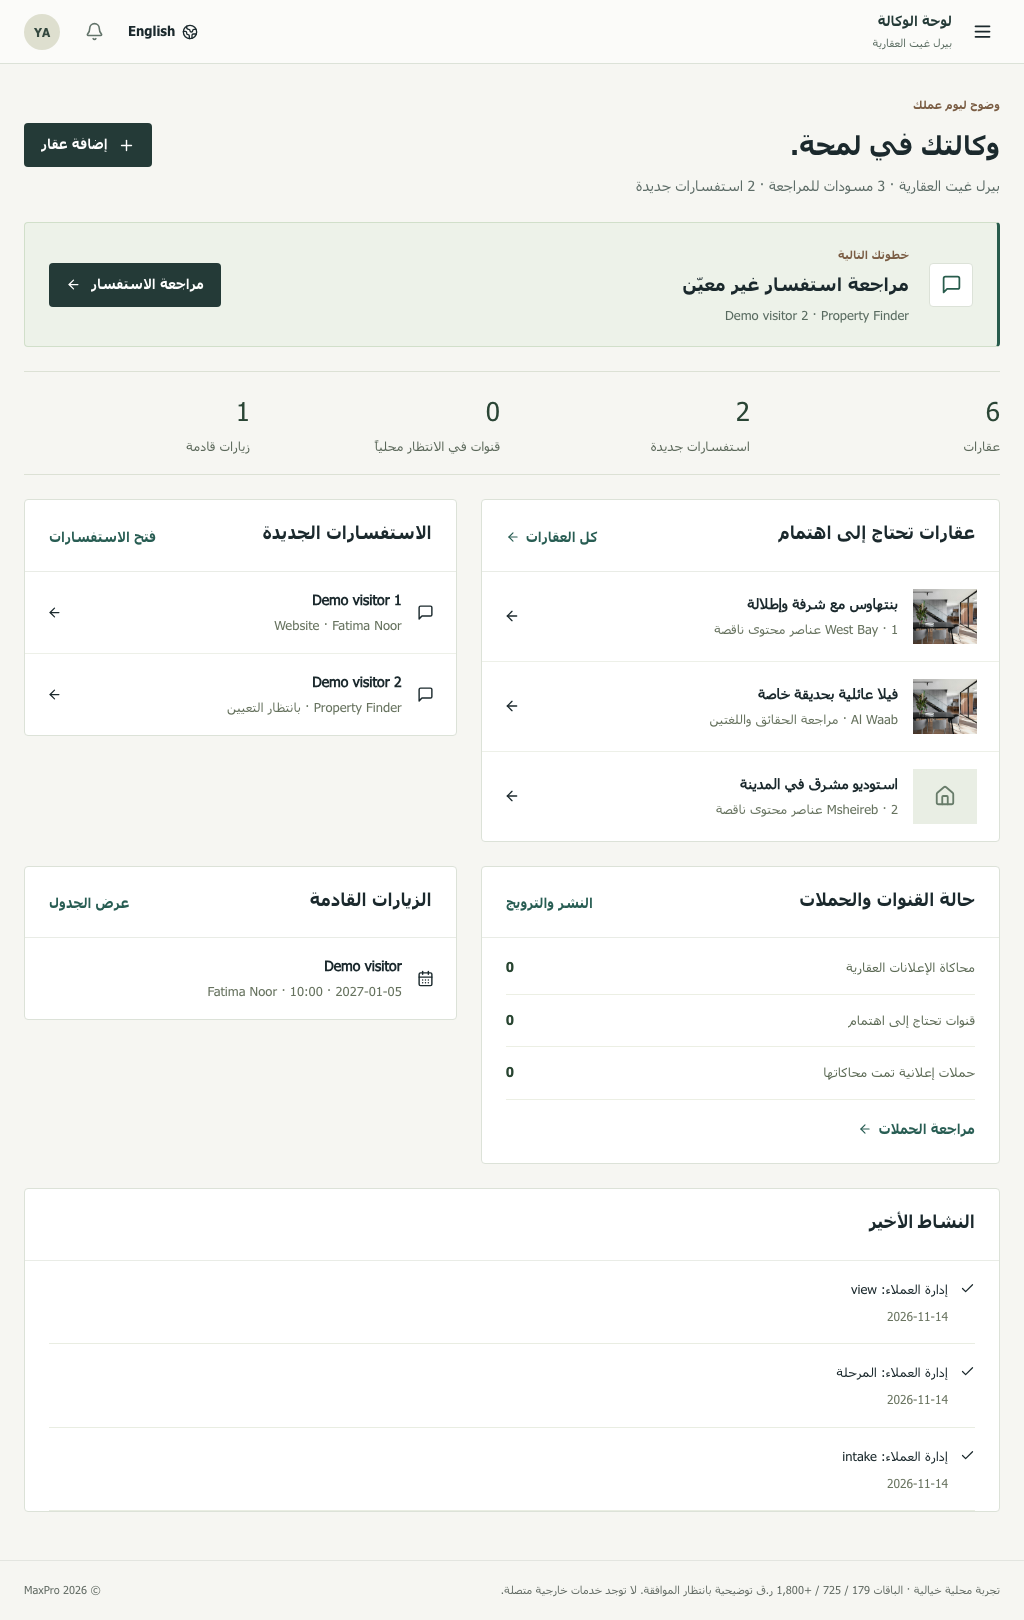 لوحة الوكالة
بيرل غيت العقارية
English
YA
وضوح ليوم عملك
وكالتك في لمحة.
بيرل غيت العقارية · 3 مسودات للمراجعة · 2 استفسارات جديدة
إضافة عقار
خطوتك التالية
مراجعة استفسار غير معيّن
Demo visitor 2 · Property Finder
مراجعة الاستفسار
6
عقارات
2
استفسارات جديدة
0
قنوات في الانتظار محلياً
1
زيارات قادمة
عقارات تحتاج إلى اهتمام
كل العقارات
بنتهاوس مع شرفة وإطلالة
West Bay · 1 عناصر محتوى ناقصة
فيلا عائلية بحديقة خاصة
Al Waab · مراجعة الحقائق واللغتين
استوديو مشرق في المدينة
Msheireb · 2 عناصر محتوى ناقصة
الاستفسارات الجديدة
فتح الاستفسارات
Demo visitor 1
Website · Fatima Noor
Demo visitor 2
Property Finder · بانتظار التعيين
حالة القنوات والحملات
النشر والترويج
محاكاة الإعلانات العقارية
0
قنوات تحتاج إلى اهتمام
0
حملات إعلانية تمت محاكاتها
0
مراجعة الحملات
الزيارات القادمة
عرض الجدول
Demo visitor
2027-01-05 · 10:00 · Fatima Noor
النشاط الأخير
إدارة العملاء: view
2026-11-14
إدارة العملاء: المرحلة
2026-11-14
إدارة العملاء: intake
2026-11-14
تجربة محلية خيالية · الباقات 179 / 725 / +1,800 ر.ق توضيحية بانتظار الموافقة. لا توجد خدمات خارجية متصلة.
© 2026 MaxPro